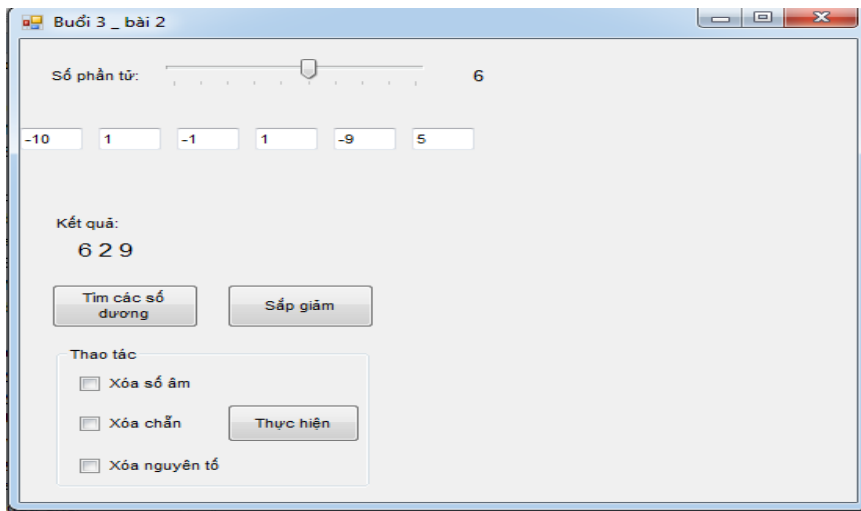 Buổi 3 _ bài 2
Số phần tử: 6
-10 1 -1 1 -9 5
Kết quả:
6 2 9
Tìm các số dương
Sắp giảm
Thao tác
Xóa số âm
Xóa chẵn
Thực hiện
Xóa nguyên tố